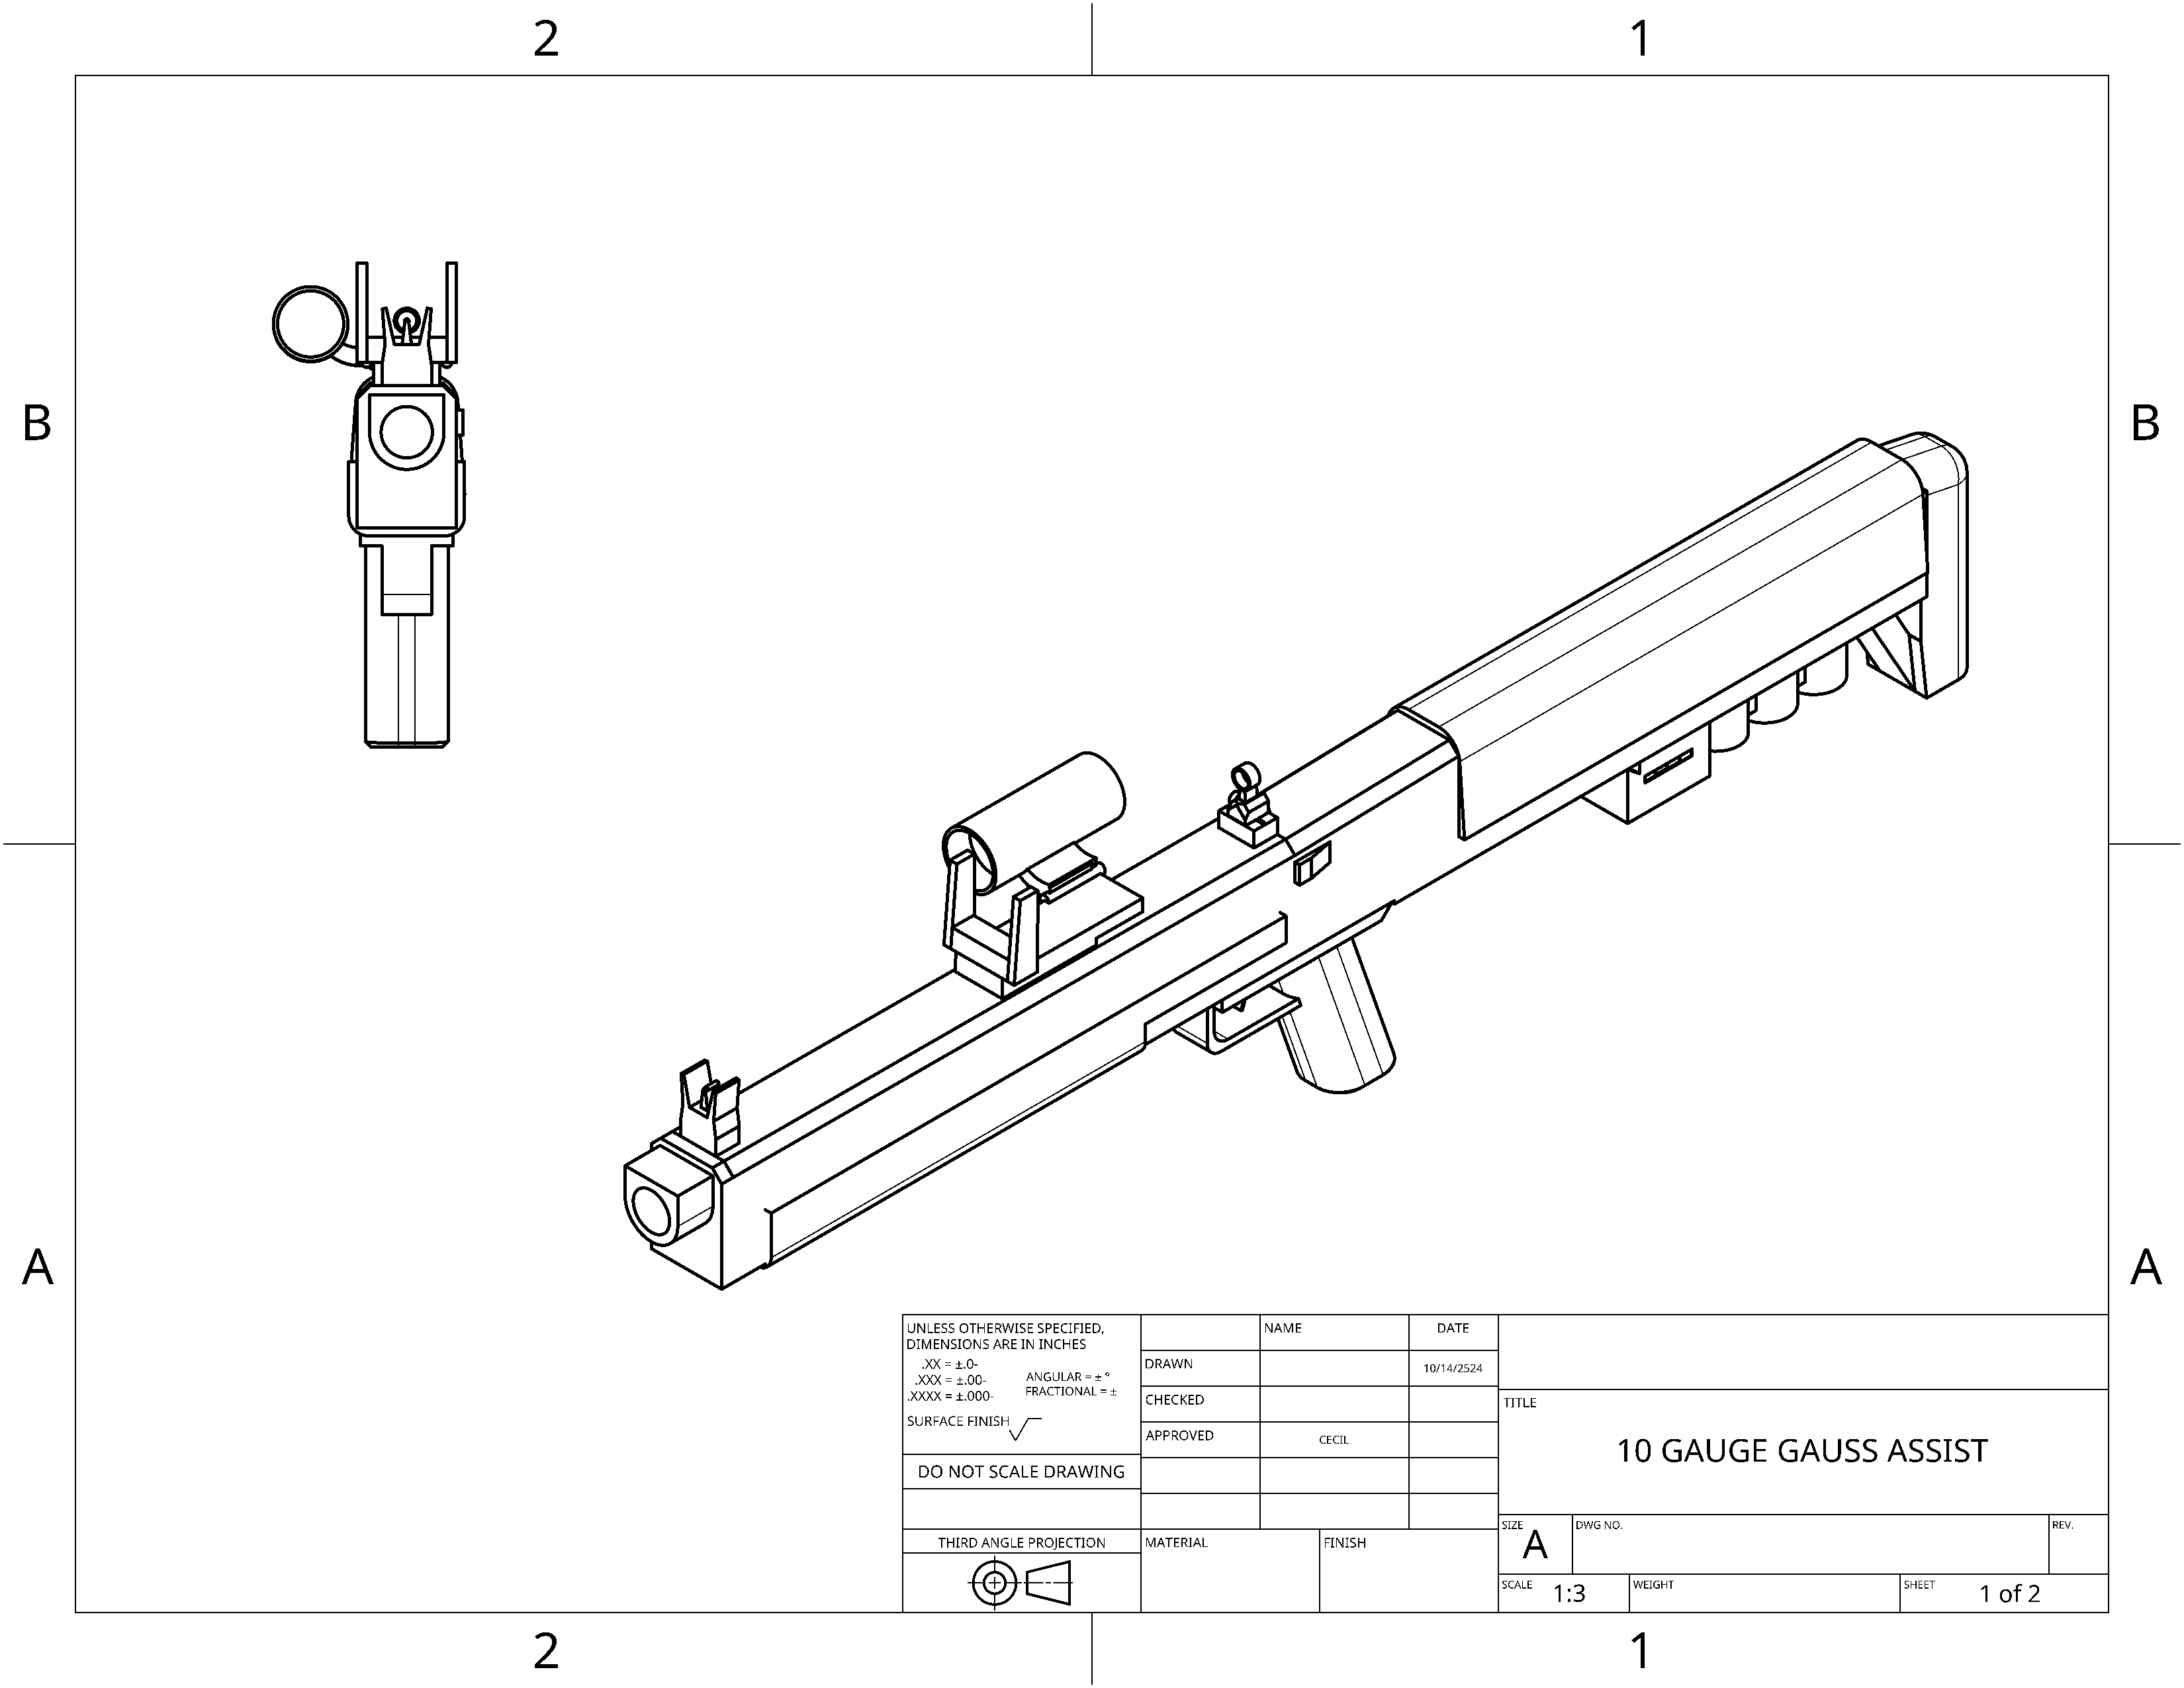 2 1
B B
A A
UNLESS OTHERWISE SPECIFIED,
DIMENSIONS ARE IN INCHES
.XX = ±.0-
.XXX = ±.00-
.XXXX = ±.000-
ANGULAR = ± °
FRACTIONAL = ±
SURFACE FINISH
DO NOT SCALE DRAWING
THIRD ANGLE PROJECTION
NAME DATE
DRAWN 10/14/2524
CHECKED
APPROVED CECIL
MATERIAL FINISH
TITLE
10 GAUGE GAUSS ASSIST
SIZE A DWG NO. REV.
SCALE 1:3 WEIGHT SHEET 1 of 2
2 1